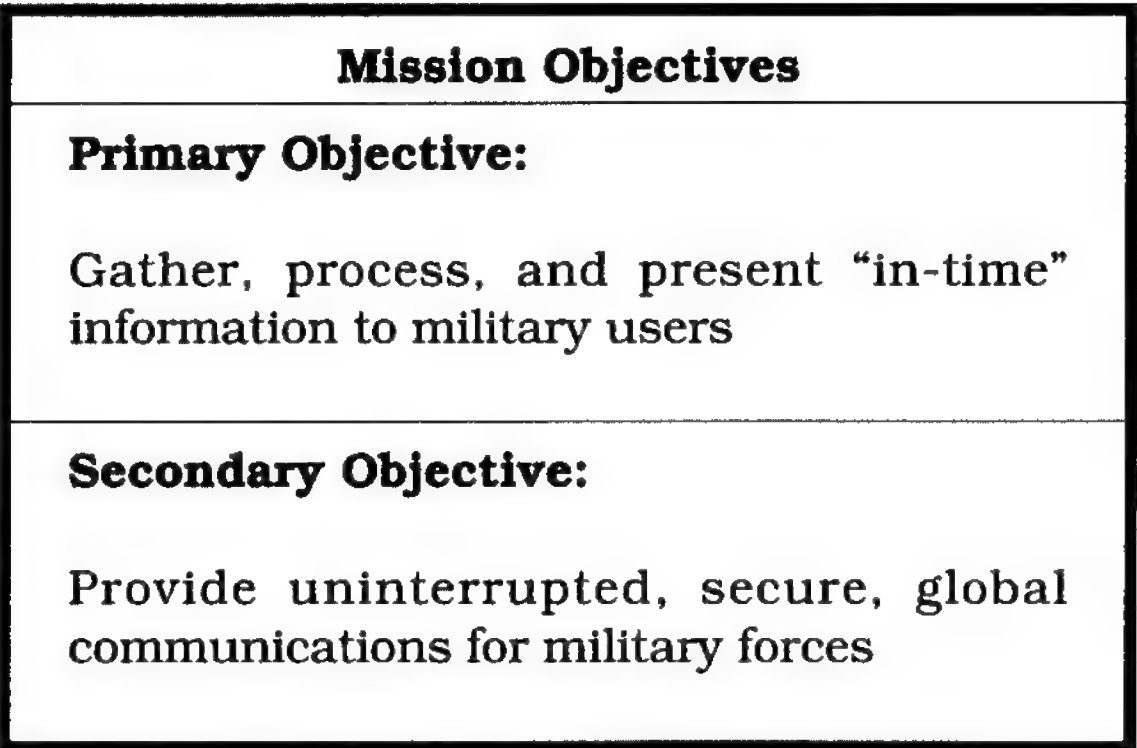 Mission Objectives
Primary Objective:
Gather, process, and present “in-time”
information to military users
Secondary Objective:
Provide uninterrupted, secure, global
communications for military forces